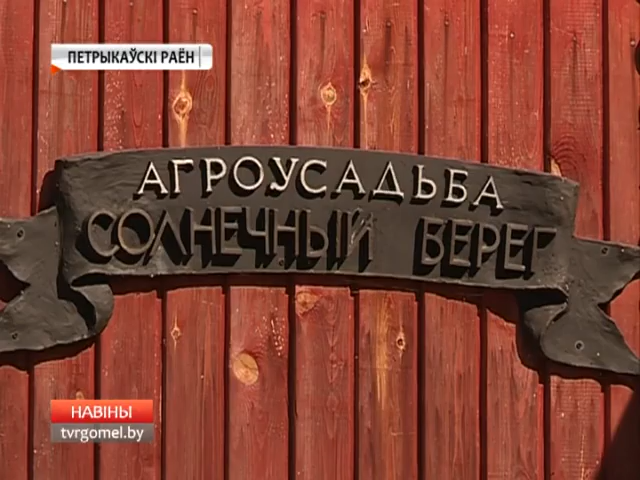 ПЕТРЫКАЎСКІ РАЁН
АГРОУСАДЬБА
СОЛНЕЧНЫЙ БЕРЕГ
НАВІНЫ
tvrgomel.by